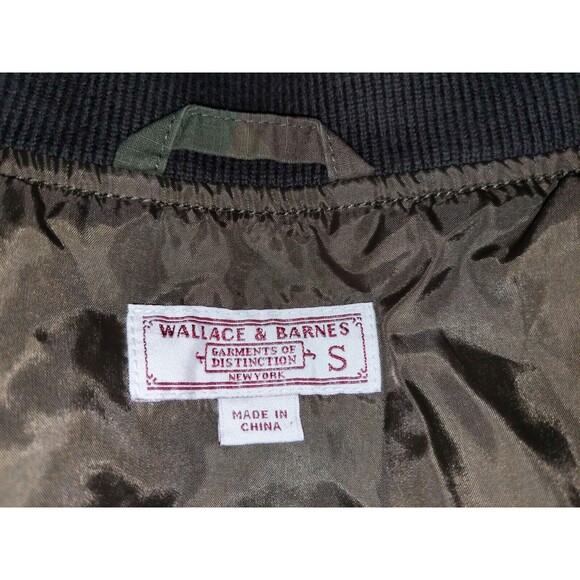 WALLACE & BARNES
GARMENTS OF
DISTINCTION
NEW YORK
S
MADE IN
CHINA